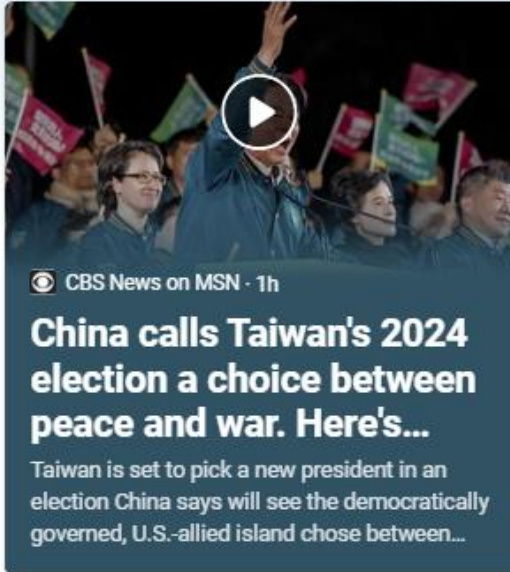 CBS News on MSN · 1h
China calls Taiwan's 2024
election a choice between
peace and war. Here's...
Taiwan is set to pick a new president in an
election China says will see the democratically
governed, U.S.-allied island chose between...